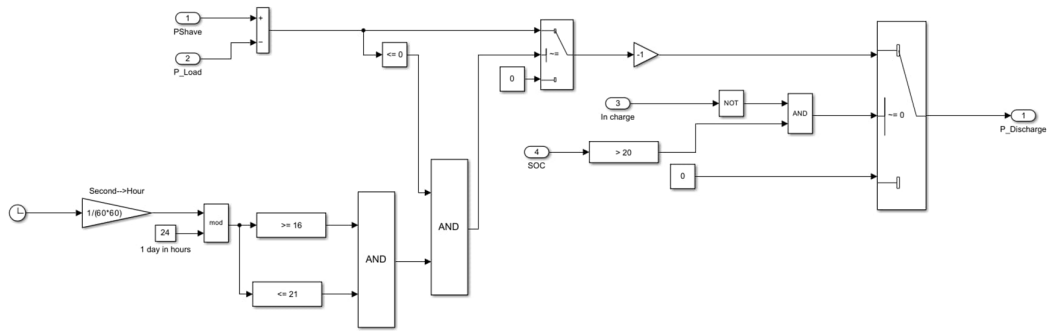 1
PShave
+
−
2
P_Load
<= 0
~=
0
-1
3
In charge
NOT
AND
~= 0
1
P_Discharge
4
SOC
> 20
0
Second-->Hour
1/(60*60)
mod
24
1 day in hours
>= 16
<= 21
AND
AND